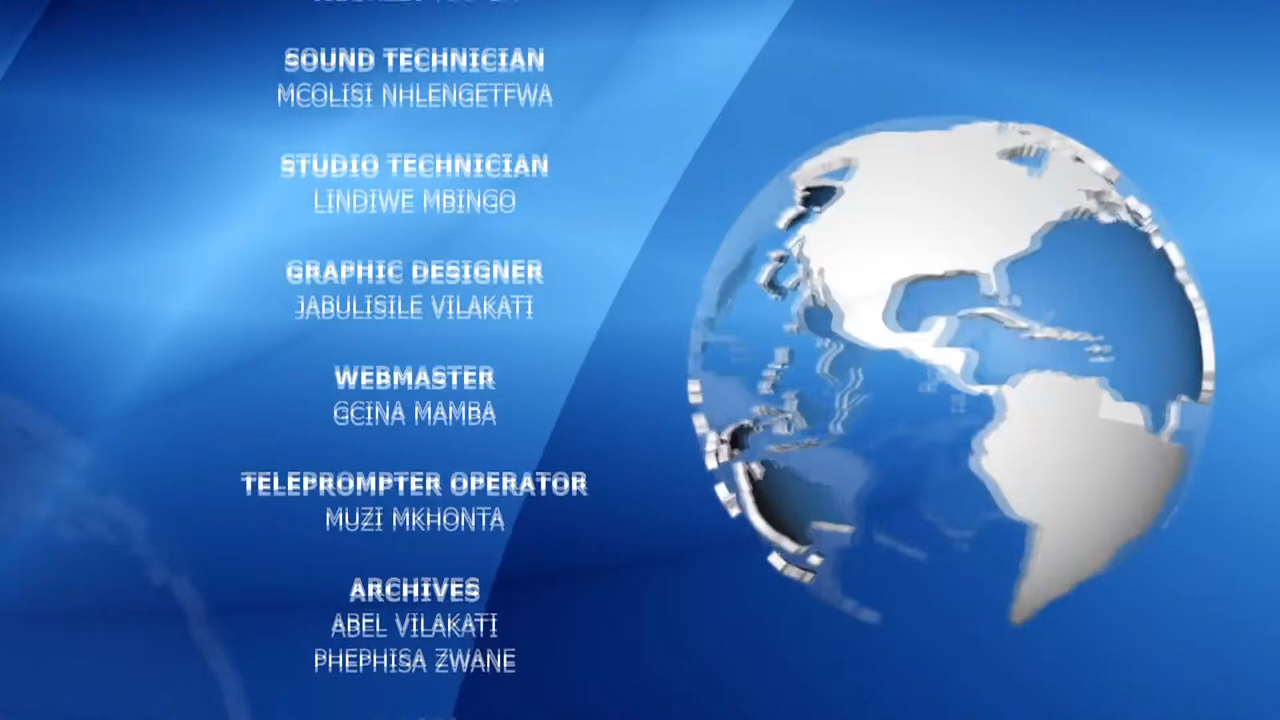 SOUND TECHNICIAN
MCOLISI NHLENGETFWA
STUDIO TECHNICIAN
LINDIWE MBINGO
GRAPHIC DESIGNER
JABULISILE VILAKATI
WEBMASTER
GCINA MAMBA
TELEPROMPTER OPERATOR
MUZI MKHONTA
ARCHIVES
ABEL VILAKATI
PHEPHISA ZWANE